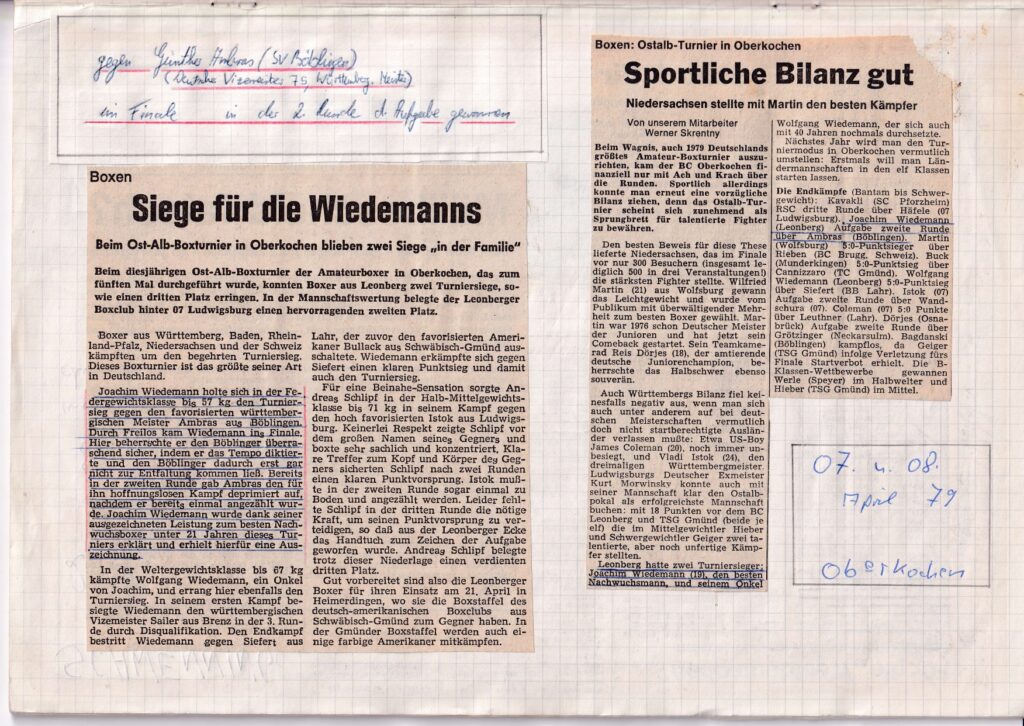 gegen Günther Ambras (SV Böblingen)
(Deutsche Vizemeister 79, Württemberg. Meister)
im Finale in der 2. Runde d. Aufgabe gewonnen
Boxen
Siege für die Wiedemanns
Beim Ost-Alb-Boxturnier in Oberkochen blieben zwei Siege „in der Familie“
Beim diesjährigen Ost-Alb-Boxturnier der Amateurboxer in Oberkochen, das zum
fünften Mal durchgeführt wurde, konnten Boxer aus Leonberg zwei Turniersiege, so-
wie einen dritten Platz erringen. In der Mannschaftswertung belegte der Leonberger
Boxclub hinter 07 Ludwigsburg einen hervorragenden zweiten Platz.
Boxer aus Württemberg, Baden, Rhein-
land-Pfalz, Niedersachsen und der Schweiz
kämpften um den begehrten Turniersieg.
Dieses Boxturnier ist das größte seiner Art
in Deutschland.
Joachim Wiedemann holte sich in der Fe-
dergewichtsklasse bis 57 kg den Turnier-
sieg gegen den favorisierten württember-
gischen Meister Ambras aus Böblingen.
Durch Freilos kam Wiedemann ins Finale.
Hier beherrschte er den Böblinger überra-
schend sicher, indem er das Tempo diktier-
te und den Böblinger dadurch erst gar
nicht zur Entfaltung kommen ließ. Bereits
in der zweiten Runde gab Ambras den für
ihn hoffnungslosen Kampf deprimiert auf,
nachdem er bereits einmal angezählt wur-
de. Joachim Wiedemann wurde dank seiner
ausgezeichneten Leistung zum besten Nach-
wuchsboxer unter 21 Jahren dieses Tur-
niers erklärt und erhielt hierfür eine Aus-
zeichnung.
In der Weltergewichtsklasse bis 67 kg
kämpfte Wolfgang Wiedemann, ein Onkel
von Joachim, und errang hier ebenfalls den
Turniersieg. In seinem ersten Kampf be-
siegte Wiedemann den württembergischen
Vizemeister Sailer aus Brenz in der 3. Run-
de durch Disqualifikation. Den Endkampf
bestritt Wiedemann gegen Siefert aus
Lahr, der zuvor den favorisierten Ameri-
kaner Bullack aus Schwäbisch-Gmünd aus-
schaltete. Wiedemann erkämpfte sich gegen
Siefert einen klaren Punktsieg und damit
auch den Turniersieg.
Für eine Beinahe-Sensation sorgte An-
dreas Schlipf in der Halb-Mittelgewichts-
klasse bis 71 kg in seinem Kampf gegen
den hoch favorisierten Istok aus Ludwigs-
burg. Keinerlei Respekt zeigte Schlipf vor
dem großen Namen seines Gegners und
boxte sehr sachlich und konzentriert. Kla-
re Treffer zum Kopf und Körper des Geg-
ners sicherten Schlipf nach zwei Runden
einen klaren Punktvorsprung. Istok muß-
te in der zweiten Runde sogar einmal zu
Boden und angezählt werden. Leider fehl-
te Schlipf in der dritten Runde die nötige
Kraft, um seinen Punktvorsprung zu ver-
teidigen, so daß aus der Leonberger Ecke
das Handtuch zum Zeichen der Aufgabe
geworfen wurde. Andreas Schlipf belegte
trotz dieser Niederlage einen verdienten
dritten Platz.
Gut vorbereitet sind also die Leonberger
Boxer für ihren Einsatz am 21. April in
Heimerdingen, wo sie die Boxstaffel des
deutsch-amerikanischen Boxclubs aus
Schwäbisch-Gmünd zum Gegner haben. In
der Gmünder Boxstaffel werden auch ei-
nige farbige Amerikaner mitkämpfen.
Boxen: Ostalb-Turnier in Oberkochen
Sportliche Bilanz gut
Niedersachsen stellte mit Martin den besten Kämpfer
Von unserem Mitarbeiter
Werner Skrentny
Beim Wagnis, auch 1979 Deutschlands
größtes Amateur-Boxturnier auszu-
richten, kam der BC Oberkochen fi-
nanziell nur mit Ach und Krach über
die Runden. Sportlich allerdings
konnte man erneut eine vorzügliche
Bilanz ziehen, denn das Ostalb-Tur-
nier scheint sich zunehmend als
Sprungbrett für talentierte Fighter
zu bewähren.
Den besten Beweis für diese These
lieferte Niedersachsen, das im Finale
vor nur 300 Besuchern (insgesamt le-
diglich 500 in drei Veranstaltungen!)
die stärksten Fighter stellte. Wilfried
Martin (21) aus Wolfsburg gewann
das Leichtgewicht und wurde vom
Publikum mit überwältigender Mehr-
heit zum besten Boxer gewählt. Mar-
tin war 1976 schon Deutscher Meister
der Junioren und hat jetzt sein
Comeback gestartet. Sein Teamkame-
rad Reis Dörjes (18), der amtierende
deutsche Juniorenchampion, be-
herrschte das Halbschwer ebenso
souverän.
Auch Württembergs Bilanz fiel kei-
nesfalls negativ aus, wenn man sich
auch unter anderem auf bei deut-
schen Meisterschaften vermutlich
doch nicht startberechtigte Auslän-
der verlassen mußte: Etwa US-Boy
James Coleman (20), noch immer un-
besiegt, und Vladi Istok (24), den
dreimaligen Württembergmeister.
Ludwigsburgs Deutscher Exmeister
Kurt Morwinsky konnte auch mit
seiner Mannschaft klar den Ostalb-
pokal als erfolgreichste Mannschaft
buchen: mit 18 Punkten vor dem BC
Leonberg und TSG Gmünd (beide je
elf) die im Mittelgewichtler Hieber
und Schwergewichtler Geiger zwei ta-
lentierte, aber noch unfertige Kämp-
fer stellten.
Leonberg hatte zwei Turniersieger:
Joachim Wiedemann (19), den besten
Nachwuchsmann, und seinem Onkel
Wolfgang Wiedemann, der sich auch
mit 40 Jahren nochmals durchsetzte.
Nächstes Jahr wird man den Tur-
niermodus in Oberkochen vermutlich
umstellen: Erstmals will man Län-
dermannschaften in den elf Klassen
starten lassen.
Die Endkämpfe (Bantam bis Schwer-
gewicht): Kavakli (SC Pforzheim)
RSC dritte Runde über Häfele (07
Ludwigsburg). Joachim Wiedemann
(Leonberg) Aufgabe zweite Runde
über Ambras (Böblingen). Martin
(Wolfsburg) 5:0-Punktsieger über
Rieben (BC Brugg, Schweiz). Buck
(Munderkingen) 5:0-Punktsieg über
Cannizzaro (TC Gmünd). Wolfgang
Wiedemann (Leonberg) 5:0-Punktsieg
über Siefert (BB Lahr). Istok (07)
Aufgabe zweite Runde über Wand-
schura (07). Coleman (07) 5:0 Punkte
über Leuthner (Lahr). Dörjes (Osna-
brück) Aufgabe zweite Runde über
Grötzinger (Neckarsulm). Bagdanski
(Böblingen) kampflos, da Geiger
(TSG Gmünd) infolge Verletzung fürs
Finale Startverbot erhielt. Die B-
Klassen-Wettbewerbe gewannen
Werle (Speyer) im Halbwelter und
Hieber (TSG Gmünd) im Mittel.
07. u. 08.
April 79
Oberkochen